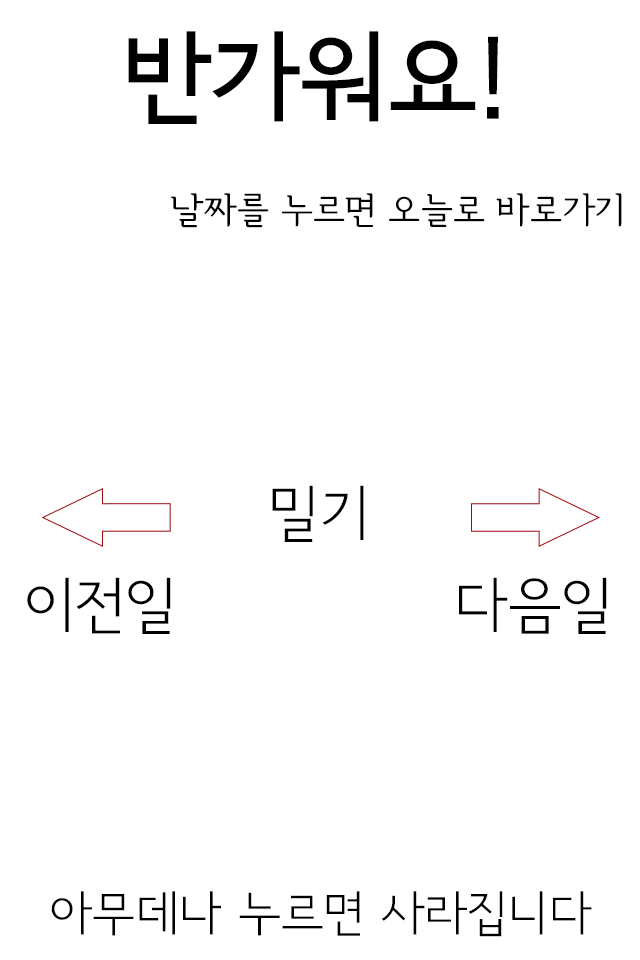 반가워요!
날짜를 누르면 오늘로 바로가기
밀기
이전일 다음일
아무데나 누르면 사라집니다